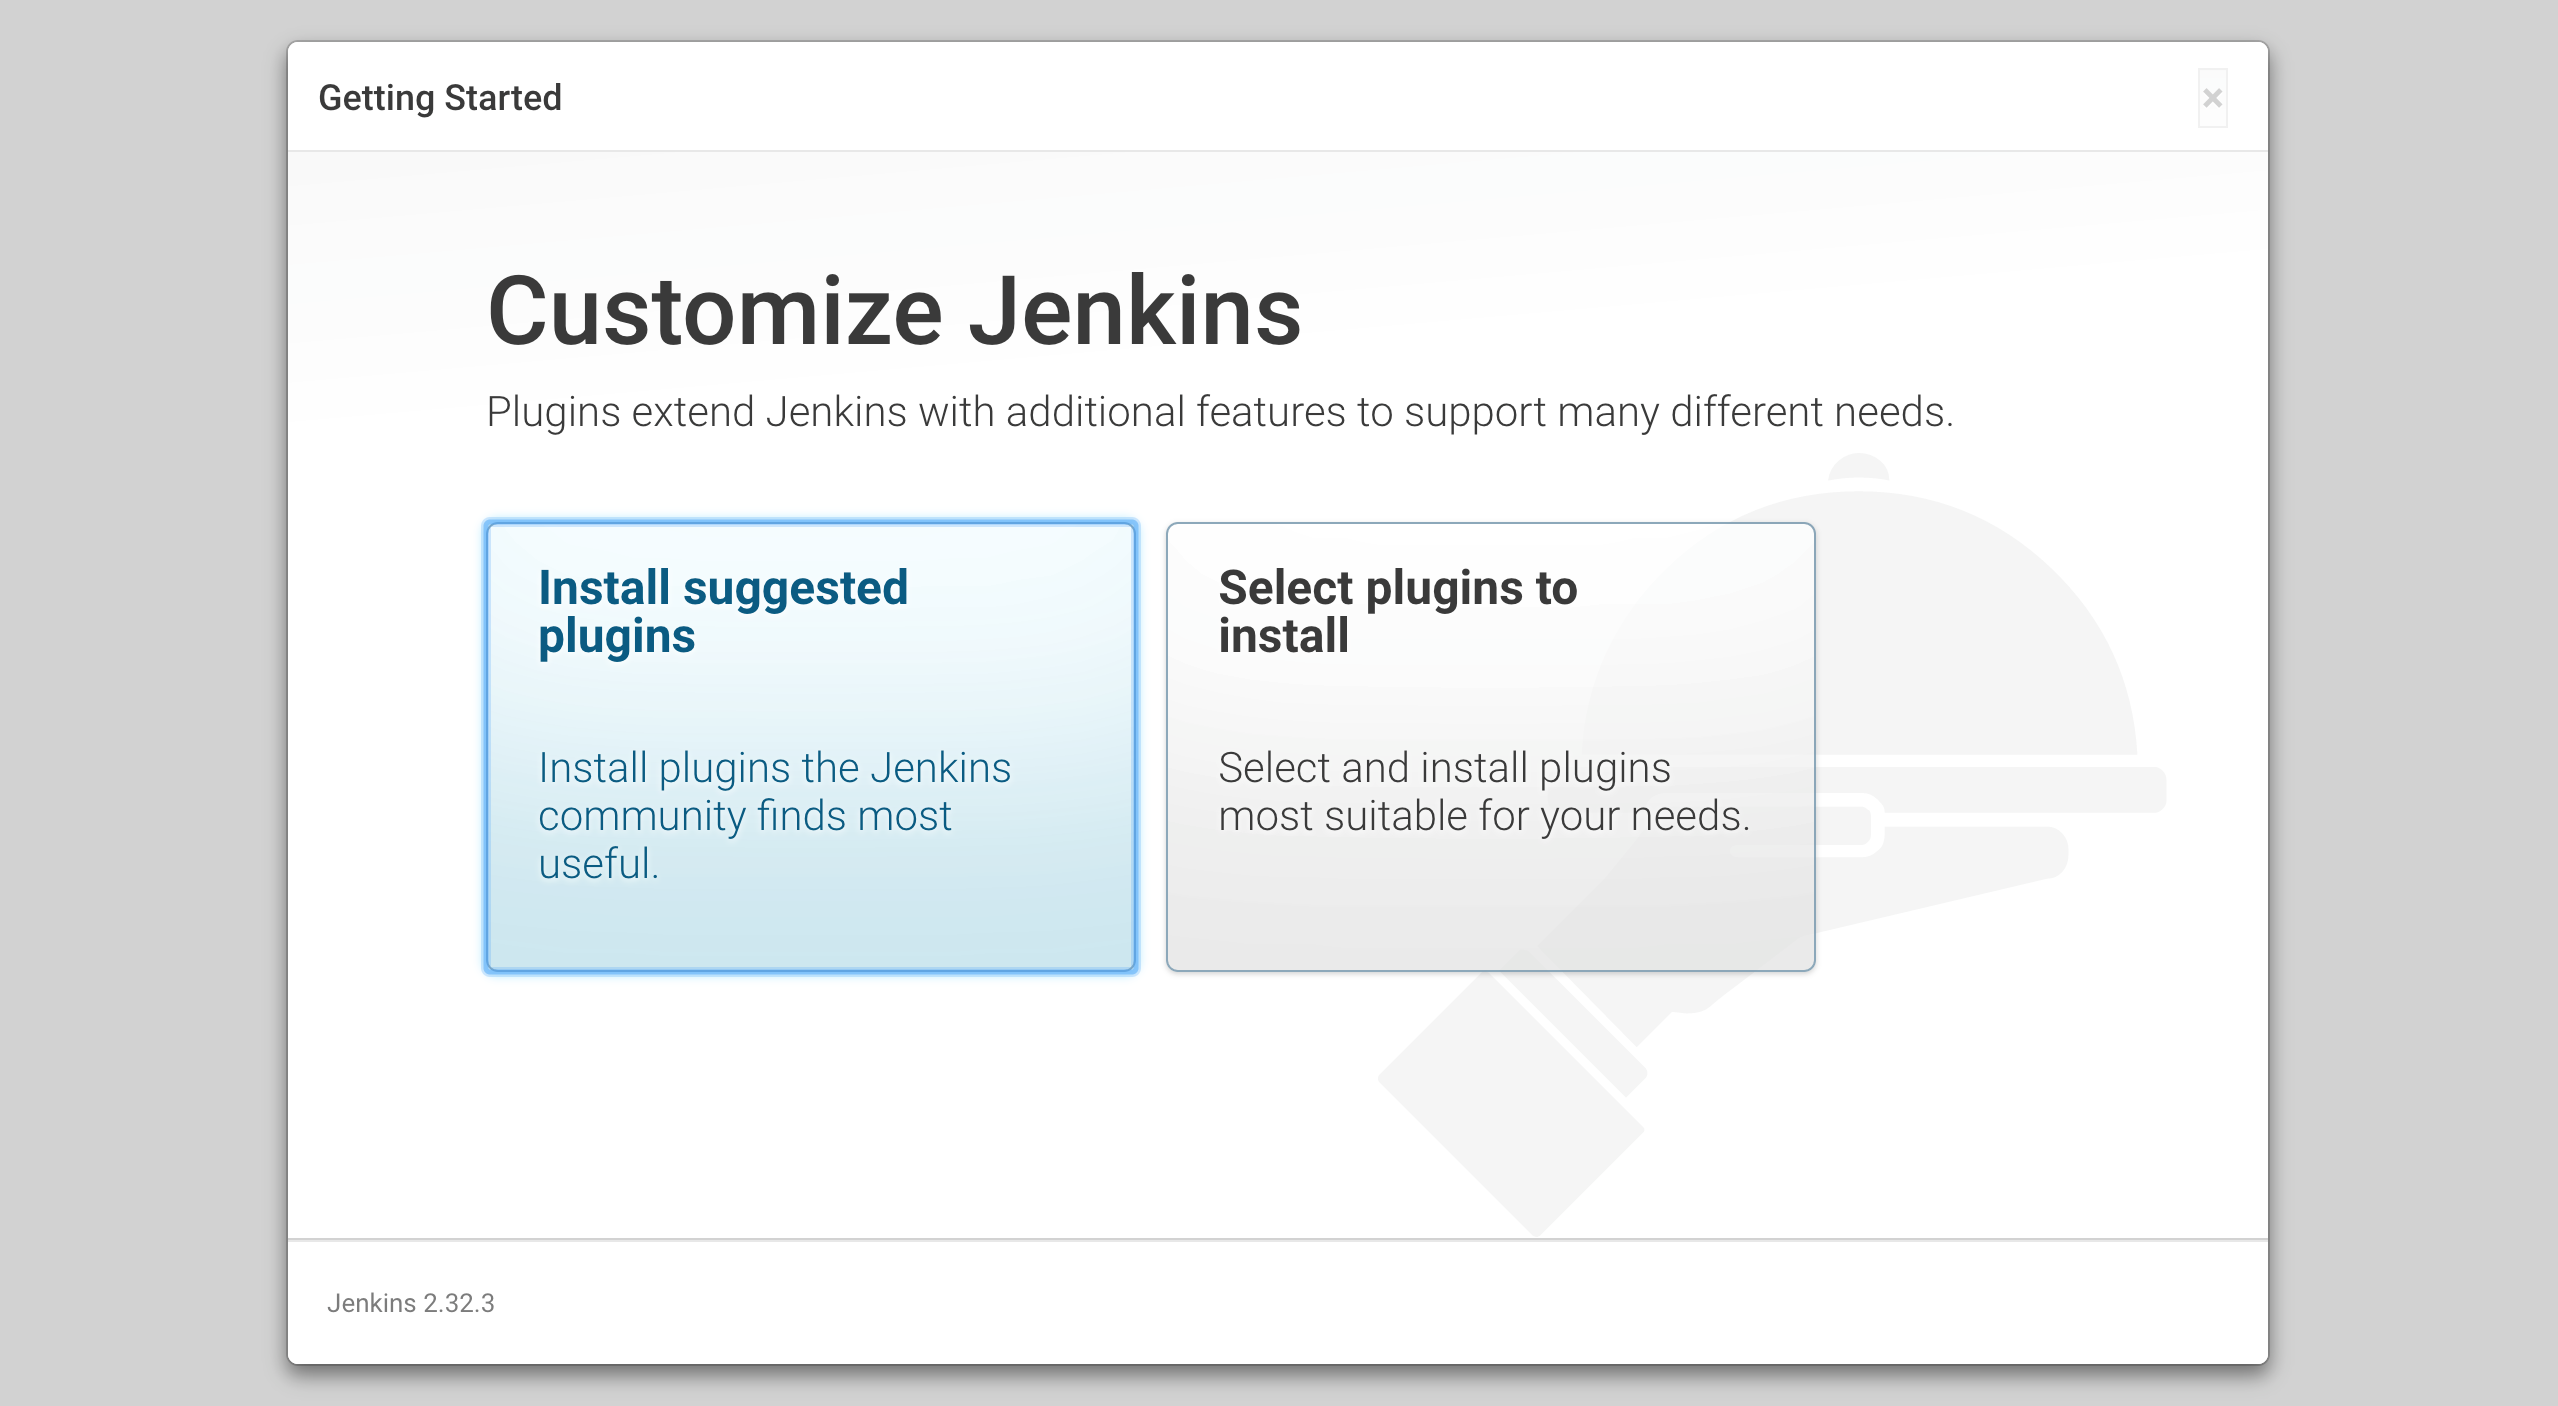 Getting Started
×
Customize Jenkins
Plugins extend Jenkins with additional features to support many different needs.
Install suggested
plugins
Install plugins the Jenkins
community finds most
useful.
Select plugins to
install
Select and install plugins
most suitable for your needs.
Jenkins 2.32.3